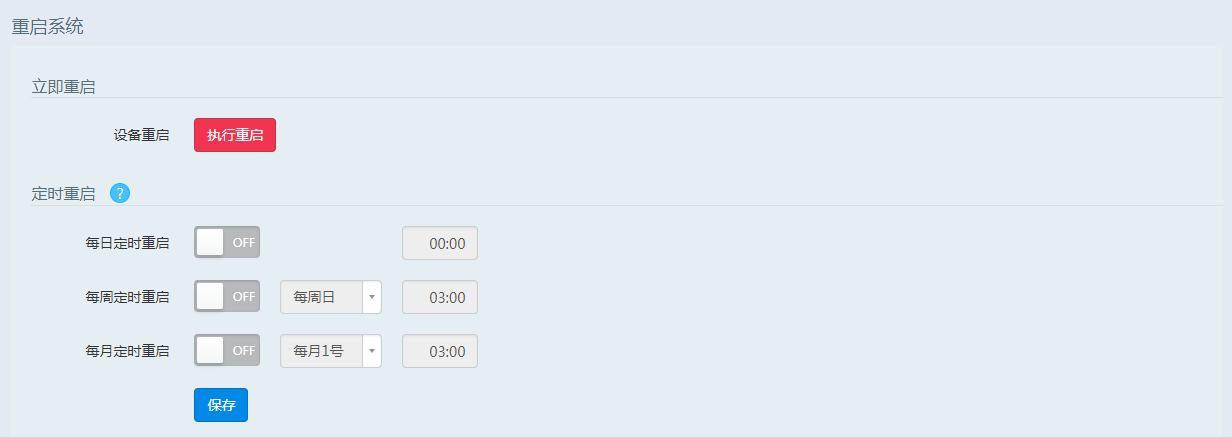 重启系统
立即重启
设备重启 执行重启
定时重启 ?
每日定时重启 OFF 00:00
每周定时重启 OFF 每周日 03:00
每月定时重启 OFF 每月1号 03:00
保存